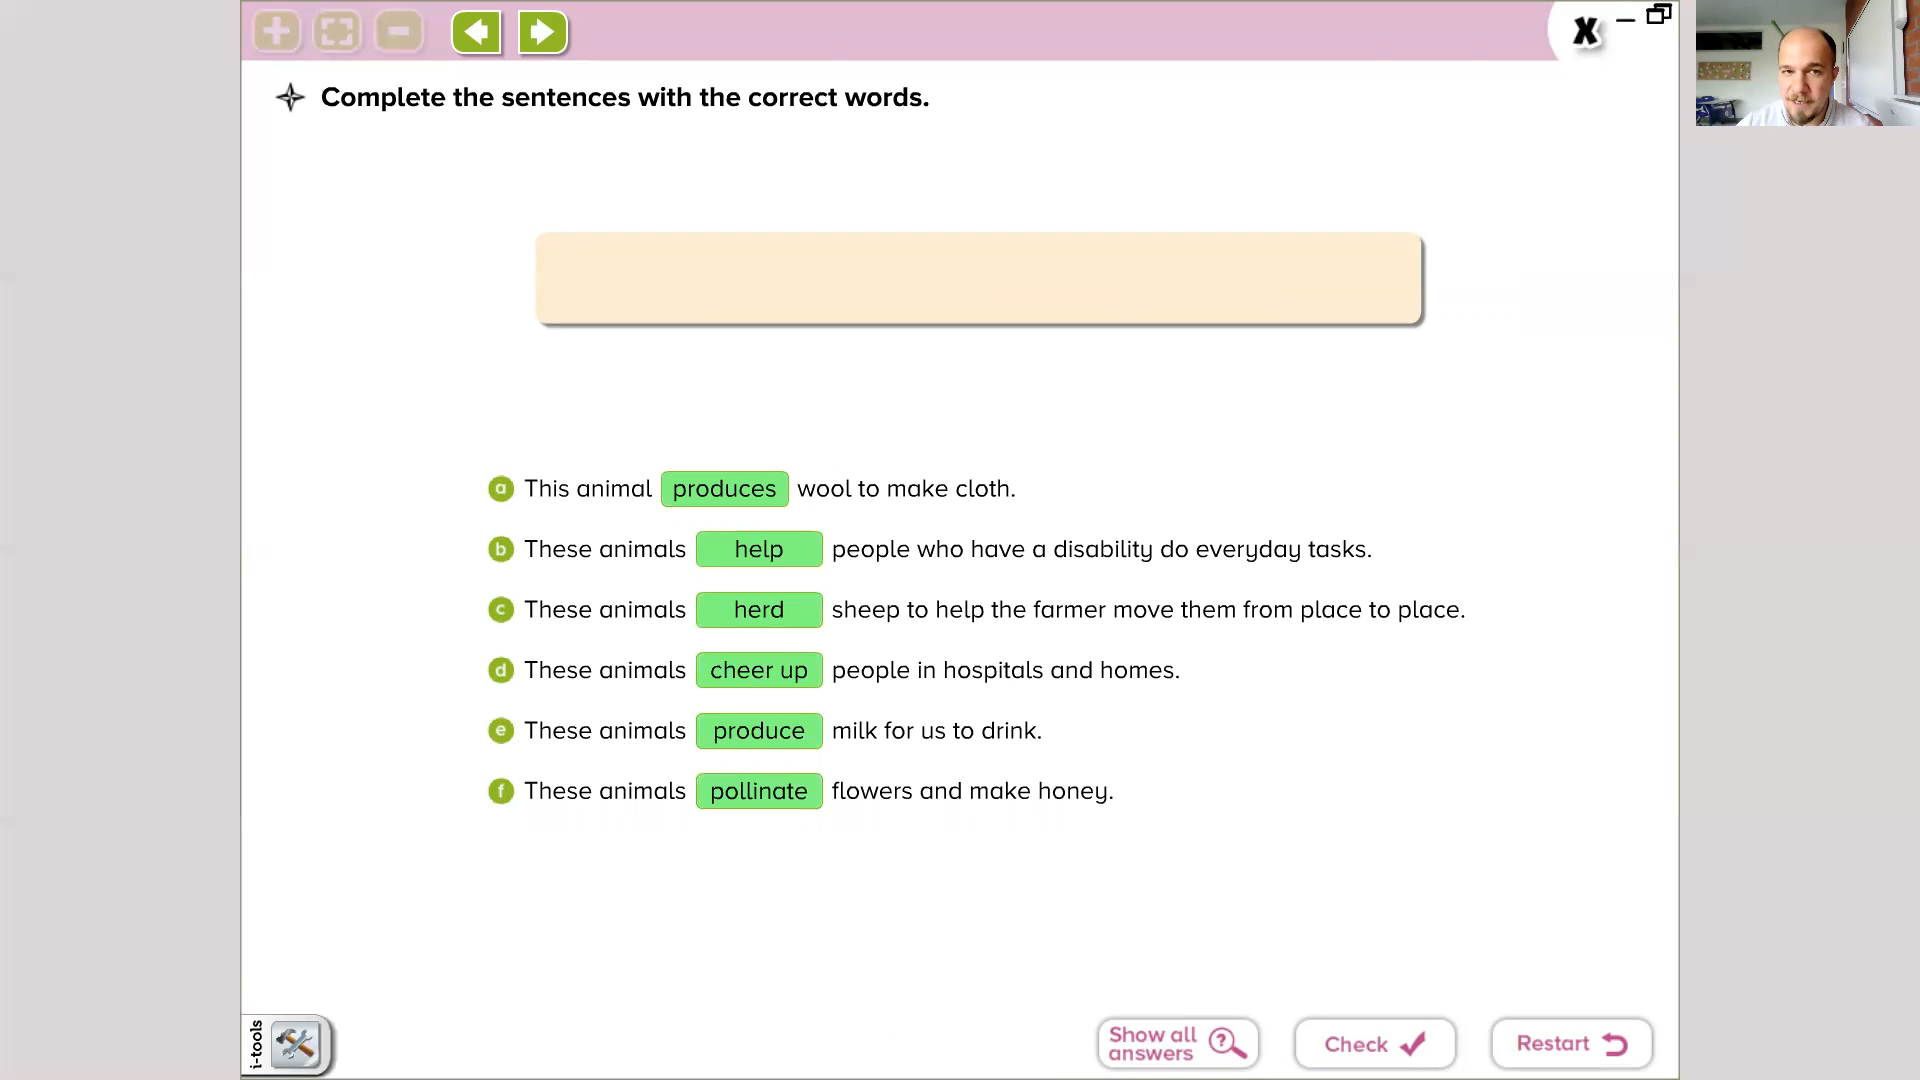 X
Complete the sentences with the correct words.
a This animal produces wool to make cloth.
b These animals help people who have a disability do everyday tasks.
c These animals herd sheep to help the farmer move them from place to place.
d These animals cheer up people in hospitals and homes.
e These animals produce milk for us to drink.
f These animals pollinate flowers and make honey.
i-tools
Show all
answers
?
Check
Restart